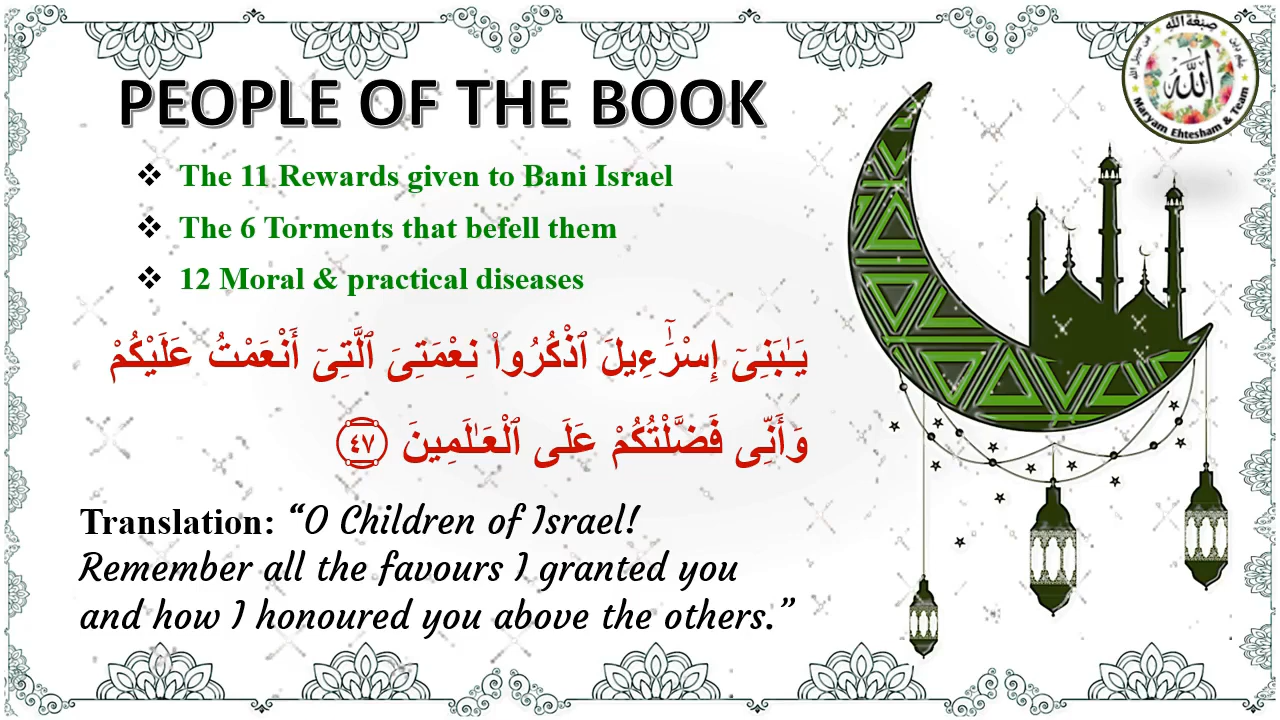 PEOPLE OF THE BOOK
❖ The 11 Rewards given to Bani Israel
❖ The 6 Torments that befell them
❖ 12 Moral & practical diseases
يَـٰبَنِىٓ إِسْرَٰٓءِيلَ ٱذْكُرُوا۟ نِعْمَتِىَ ٱلَّتِىٓ أَنْعَمْتُ عَلَيْكُمْ
وَأَنِّى فَضَّلْتُكُمْ عَلَى ٱلْعَـٰلَمِينَ ٤٧
Translation: “O Children of Israel!
Remember all the favours I granted you
and how I honoured you above the others.”
صبغة الله
الله
Maryam Ehtesham & Team